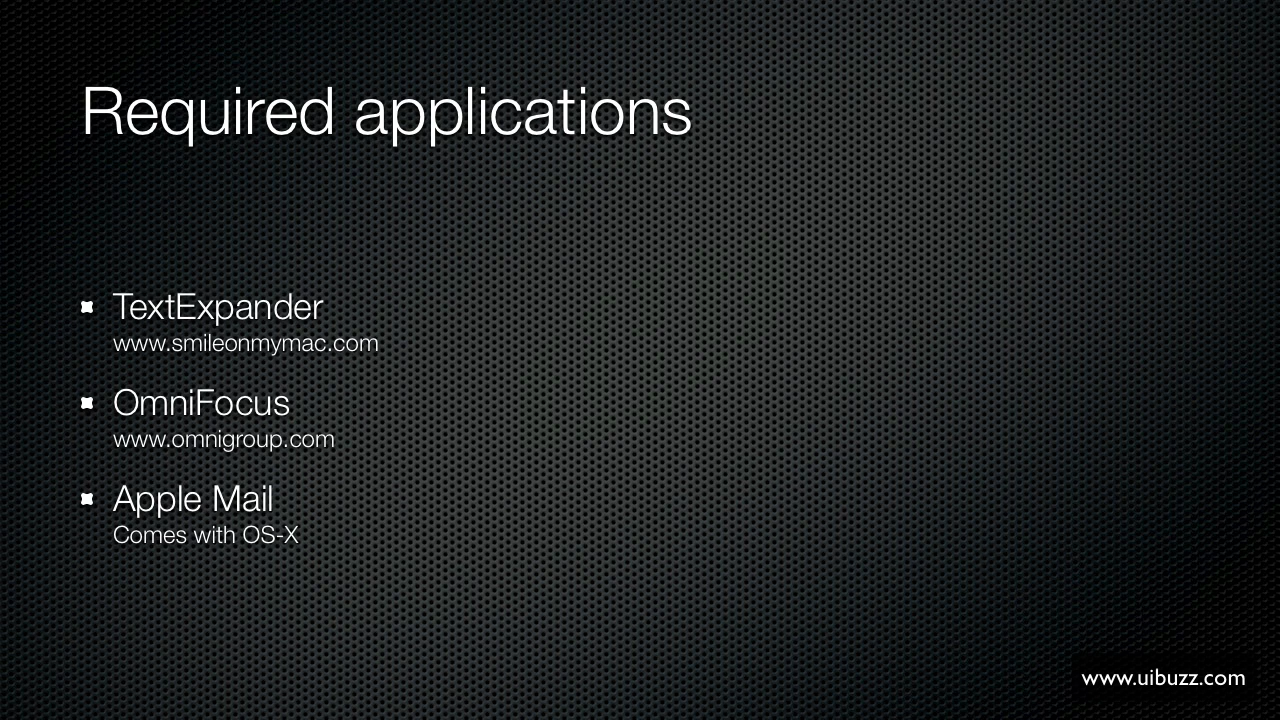 Required applications
TextExpander
www.smileonmymac.com
OmniFocus
www.omnigroup.com
Apple Mail
Comes with OS-X
www.uibuzz.com